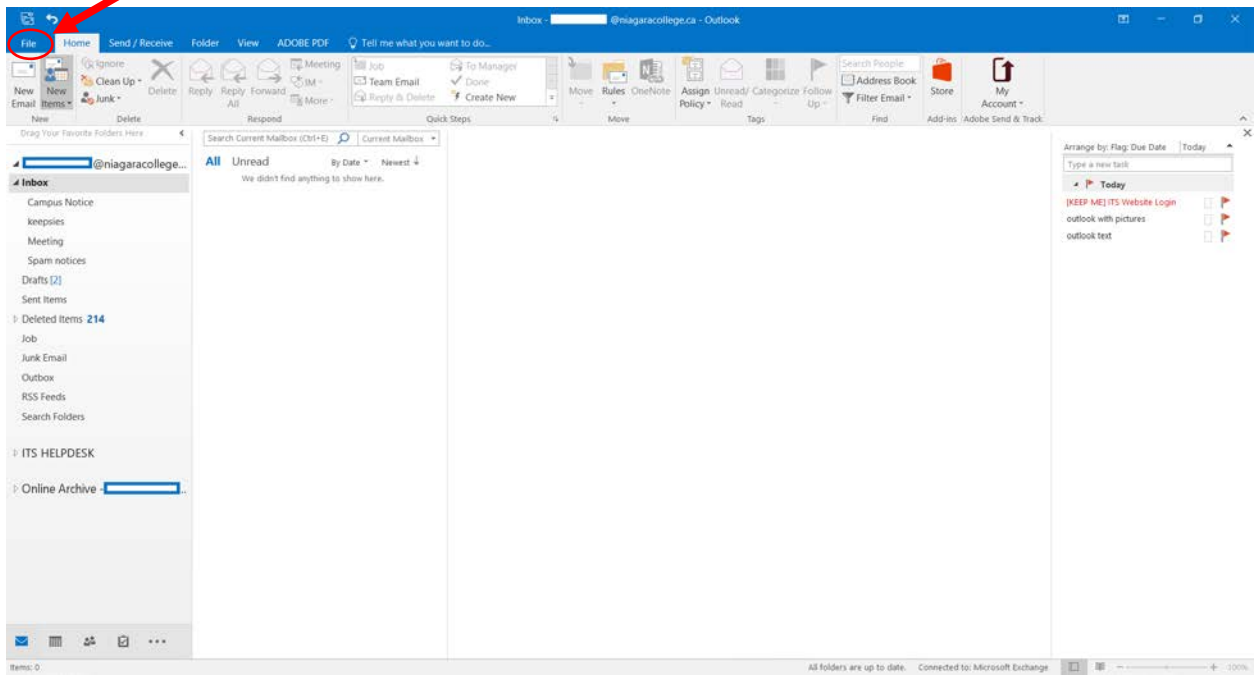 Inbox - @niagaracollege.ca - Outlook
File Home Send / Receive Folder View ADOBE PDF Tell me what you want to do...
New Email
New Items
Ignore
Clean Up
Junk
Delete
Reply
Reply All
Forward
Meeting
IM
More
Job
Team Email
Reply & Delete
To Manager
Done
Create New
Move
Rules
OneNote
Assign Policy
Unread/ Read
Categorize
Follow Up
Search People
Address Book
Filter Email
Store
My Account
New Delete Respond Quick Steps Move Tags Find Add-ins Adobe Send & Track
Drag Your Favorite Folders Here
@niagaracollege...
Inbox
Campus Notice
keepsies
Meeting
Spam notices
Drafts [2]
Sent Items
Deleted Items 214
Job
Junk Email
Outbox
RSS Feeds
Search Folders
ITS HELPDESK
Online Archive - ...
Search Current Mailbox (Ctrl+E) Current Mailbox
All Unread By Date Newest
We didn't find anything to show here.
Arrange by: Flag: Due Date Today
Type a new task
Today
[KEEP ME] ITS Website Login
outlook with pictures
outlook text
Items: 0
All folders are up to date. Connected to: Microsoft Exchange 100%